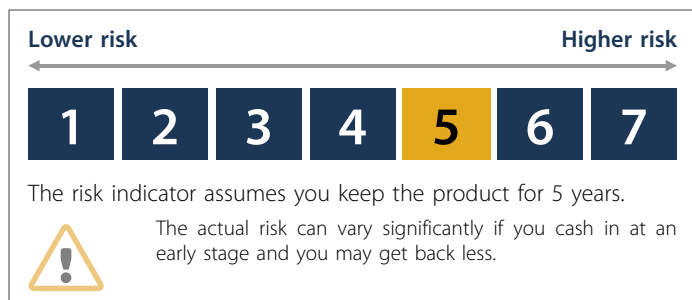 Lower risk Higher risk
1 2 3 4 5 6 7
The risk indicator assumes you keep the product for 5 years.
The actual risk can vary significantly if you cash in at an
early stage and you may get back less.